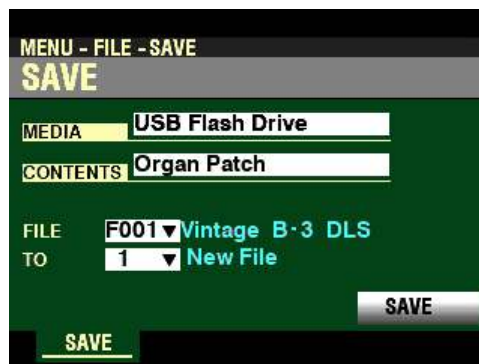 MENU - FILE - SAVE
SAVE
MEDIA USB Flash Drive
CONTENTS Organ Patch
FILE F001 ▼ Vintage B-3 DLS
TO 1 ▼ New File
SAVE
SAVE